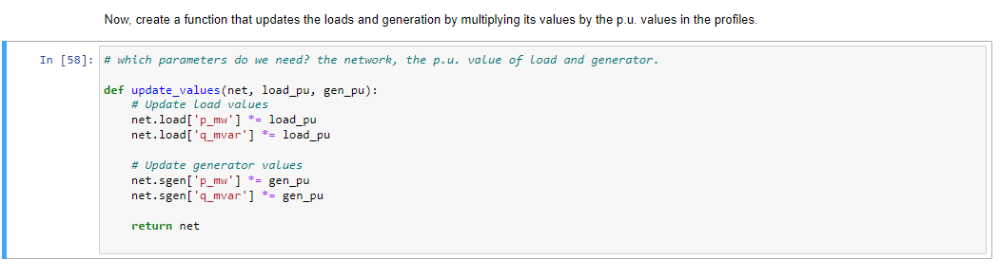 Now, create a function that updates the loads and generation by multiplying its values by the p.u. values in the profiles.
In [58]: # which parameters do we need? the network, the p.u. value of load and generator.
def update_values(net, load_pu, gen_pu):
    # Update load values
    net.load['p_mw'] *= load_pu
    net.load['q_mvar'] *= load_pu
    # Update generator values
    net.sgen['p_mw'] *= gen_pu
    net.sgen['q_mvar'] *= gen_pu
    return net